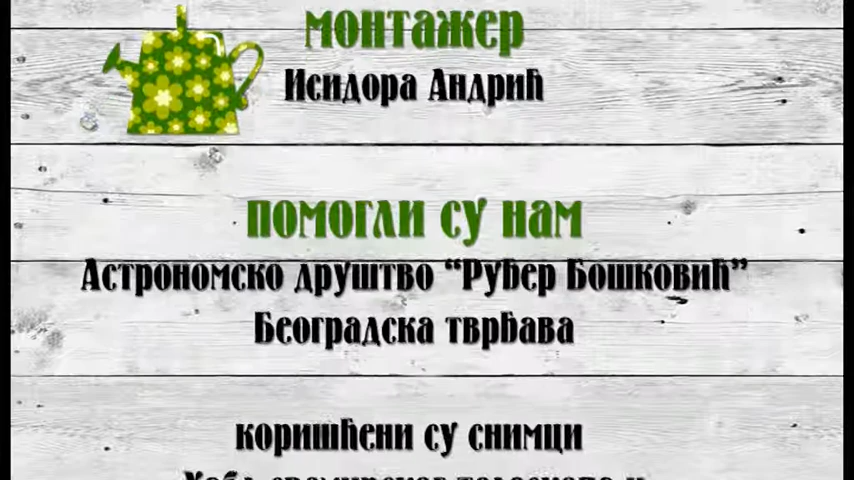 монтажер
Исидора Андрић
помогли су нам
Астрономско друштво “Руђер Бошковић”
Београдска тврђава
коришћени су снимци